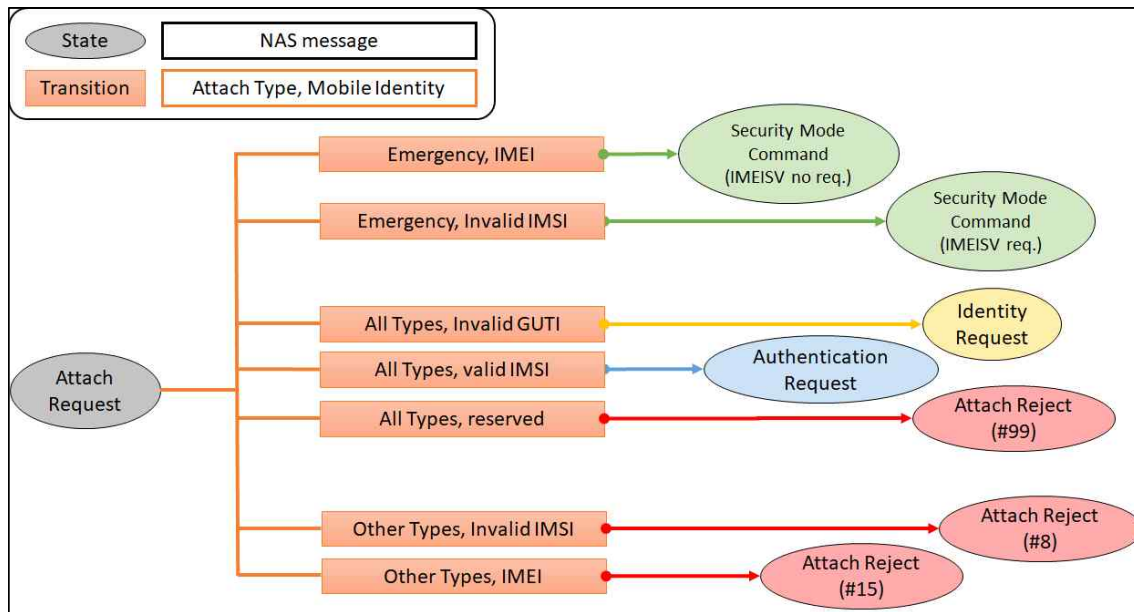 State
NAS message
Transition
Attach Type, Mobile Identity
Emergency, IMEI
Security Mode
Command
(IMEISV no req.)
Emergency, Invalid IMSI
Security Mode
Command
(IMEISV req.)
All Types, Invalid GUTI
Identity
Request
All Types, valid IMSI
Authentication
Request
Attach
Request
All Types, reserved
Attach Reject
(#99)
Other Types, Invalid IMSI
Attach Reject
(#8)
Other Types, IMEI
Attach Reject
(#15)